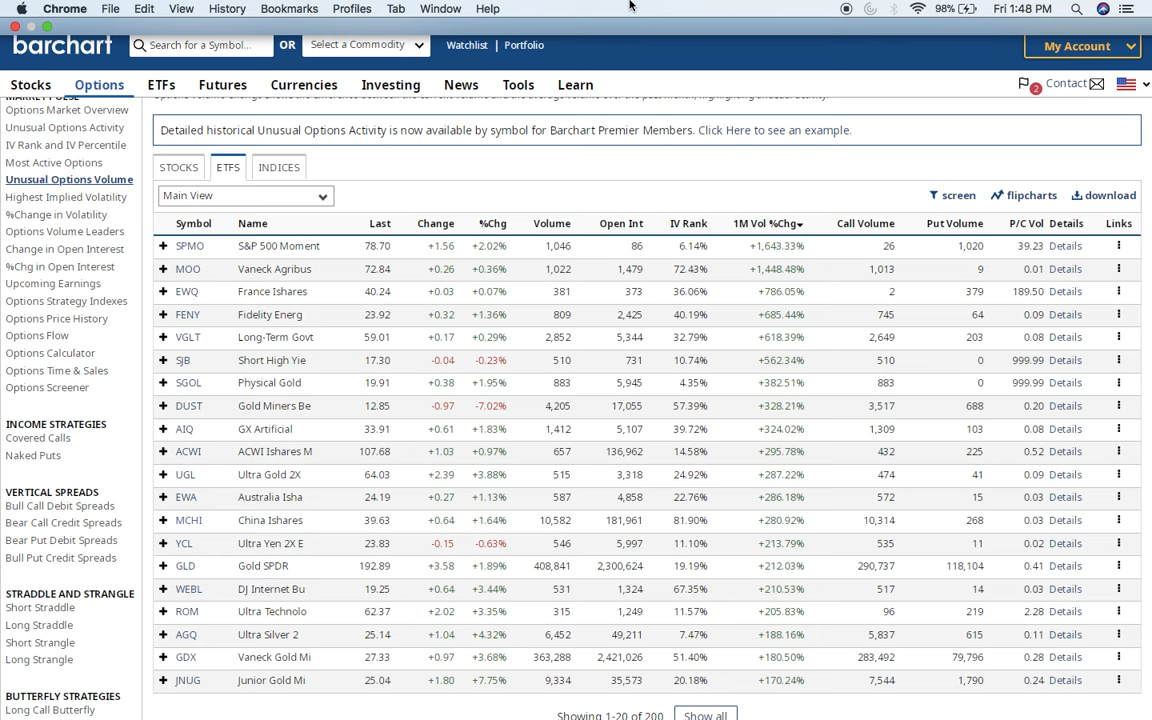 Chrome File Edit View History Bookmarks Profiles Tab Window Help 98% Fri 1:48 PM
barchart Search for a Symbol... OR Select a Commodity Watchlist | Portfolio My Account
Stocks Options ETFs Futures Currencies Investing News Tools Learn 2 Contact
MARKET PULSE
Options Market Overview
Unusual Options Activity
IV Rank and IV Percentile
Most Active Options
Unusual Options Volume
Highest Implied Volatility
%Change in Volatility
Options Volume Leaders
Change in Open Interest
%Chg in Open Interest
Upcoming Earnings
Options Strategy Indexes
Options Price History
Options Flow
Options Calculator
Options Time & Sales
Options Screener
INCOME STRATEGIES
Covered Calls
Naked Puts
VERTICAL SPREADS
Bull Call Debit Spreads
Bear Call Credit Spreads
Bear Put Debit Spreads
Bull Put Credit Spreads
STRADDLE AND STRANGLE
Short Straddle
Long Straddle
Short Strangle
Long Strangle
BUTTERFLY STRATEGIES
Long Call Butterfly
Detailed historical Unusual Options Activity is now available by symbol for Barchart Premier Members. Click Here to see an example.
STOCKS ETFS INDICES
Main View screen flipcharts download
Symbol Name Last Change %Chg Volume Open Int IV Rank 1M Vol %Chg Call Volume Put Volume P/C Vol Details Links
SPMO S&P 500 Moment 78.70 +1.56 +2.02% 1,046 86 6.14% +1,643.33% 26 1,020 39.23 Details
MOO Vaneck Agribus 72.84 +0.26 +0.36% 1,022 1,479 72.43% +1,448.48% 1,013 9 0.01 Details
EWQ France Ishares 40.24 +0.03 +0.07% 381 373 36.06% +786.05% 2 379 189.50 Details
FENY Fidelity Energ 23.92 +0.32 +1.36% 809 2,425 40.19% +685.44% 745 64 0.09 Details
VGLT Long-Term Govt 59.01 +0.17 +0.29% 2,852 5,344 32.79% +618.39% 2,649 203 0.08 Details
SJB Short High Yie 17.30 -0.04 -0.23% 510 731 10.74% +562.34% 510 0 999.99 Details
SGOL Physical Gold 19.91 +0.38 +1.95% 883 5,945 4.35% +382.51% 883 0 999.99 Details
DUST Gold Miners Be 12.85 -0.97 -7.02% 4,205 17,055 57.39% +328.21% 3,517 688 0.20 Details
AIQ GX Artificial 33.91 +0.61 +1.83% 1,412 5,107 39.72% +324.02% 1,309 103 0.08 Details
ACWI ACWI Ishares M 107.68 +1.03 +0.97% 657 136,962 14.58% +295.78% 432 225 0.52 Details
UGL Ultra Gold 2X 64.03 +2.39 +3.88% 515 3,318 24.92% +287.22% 474 41 0.09 Details
EWA Australia Isha 24.19 +0.27 +1.13% 587 4,858 22.76% +286.18% 572 15 0.03 Details
MCHI China Ishares 39.63 +0.64 +1.64% 10,582 181,961 81.90% +280.92% 10,314 268 0.03 Details
YCL Ultra Yen 2X E 23.83 -0.15 -0.63% 546 5,997 11.10% +213.79% 535 11 0.02 Details
GLD Gold SPDR 192.89 +3.58 +1.89% 408,841 2,300,624 19.19% +212.03% 290,737 118,104 0.41 Details
WEBL DJ Internet Bu 19.25 +0.64 +3.44% 531 1,324 67.35% +210.53% 517 14 0.03 Details
ROM Ultra Technolo 62.37 +2.02 +3.35% 315 1,249 11.57% +205.83% 96 219 2.28 Details
AGQ Ultra Silver 2 25.14 +1.04 +4.32% 6,452 49,211 7.47% +188.16% 5,837 615 0.11 Details
GDX Vaneck Gold Mi 27.33 +0.97 +3.68% 363,288 2,421,026 51.40% +180.50% 283,492 79,796 0.28 Details
JNUG Junior Gold Mi 25.04 +1.80 +7.75% 9,334 35,573 20.18% +170.24% 7,544 1,790 0.24 Details
Showing 1-20 of 200 Show all